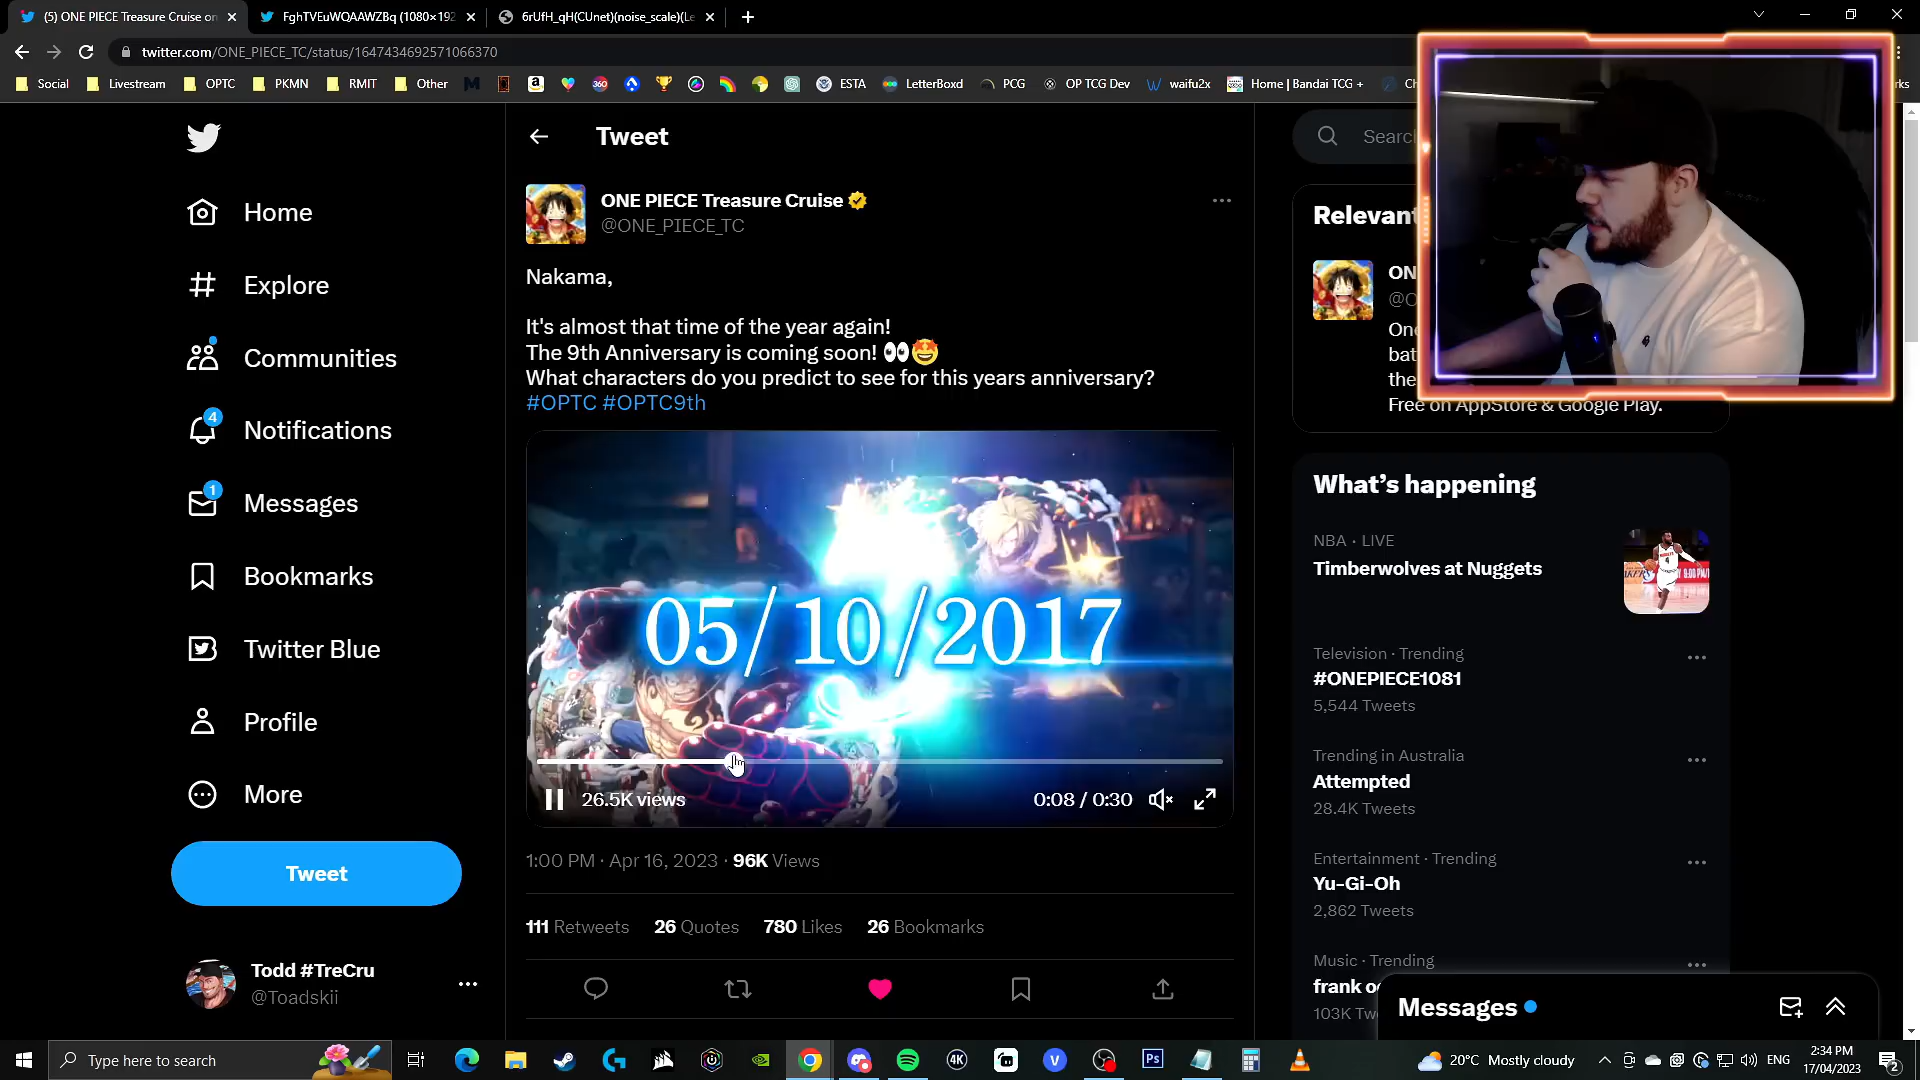 (5) ONE PIECE Treasure Cruise on
FghTVEuWQAAWZBq (1080×192
6rUfH_qH(CUnet)(noise_scale)(Le
twitter.com/ONE_PIECE_TC/status/1647434692571066370
Social
Livestream
OPTC
PKMN
RMIT
Other
360
ESTA
LetterBoxd
PCG
OP TCG Dev
waifu2x
Home | Bandai TCG +
Home
Explore
Communities
4
Notifications
1
Messages
Bookmarks
Twitter Blue
Profile
More
Tweet
Todd #TreCru
@Toadskii
Tweet
ONE PIECE Treasure Cruise
@ONE_PIECE_TC
Nakama,
It's almost that time of the year again!
The 9th Anniversary is coming soon! 👀🤩
What characters do you predict to see for this years anniversary?
#OPTC #OPTC9th
05/10/2017
26.5K views
0:08 / 0:30
1:00 PM · Apr 16, 2023 · 96K Views
111 Retweets 26 Quotes 780 Likes 26 Bookmarks
Free on AppStore & Google Play.
What's happening
NBA · LIVE
Timberwolves at Nuggets
Television · Trending
#ONEPIECE1081
5,544 Tweets
Trending in Australia
Attempted
28.4K Tweets
Entertainment · Trending
Yu-Gi-Oh
2,862 Tweets
Music · Trending
frank
103K
Messages
Type here to search
4K
Ps
20°C Mostly cloudy
ENG
2:34 PM
17/04/2023
2